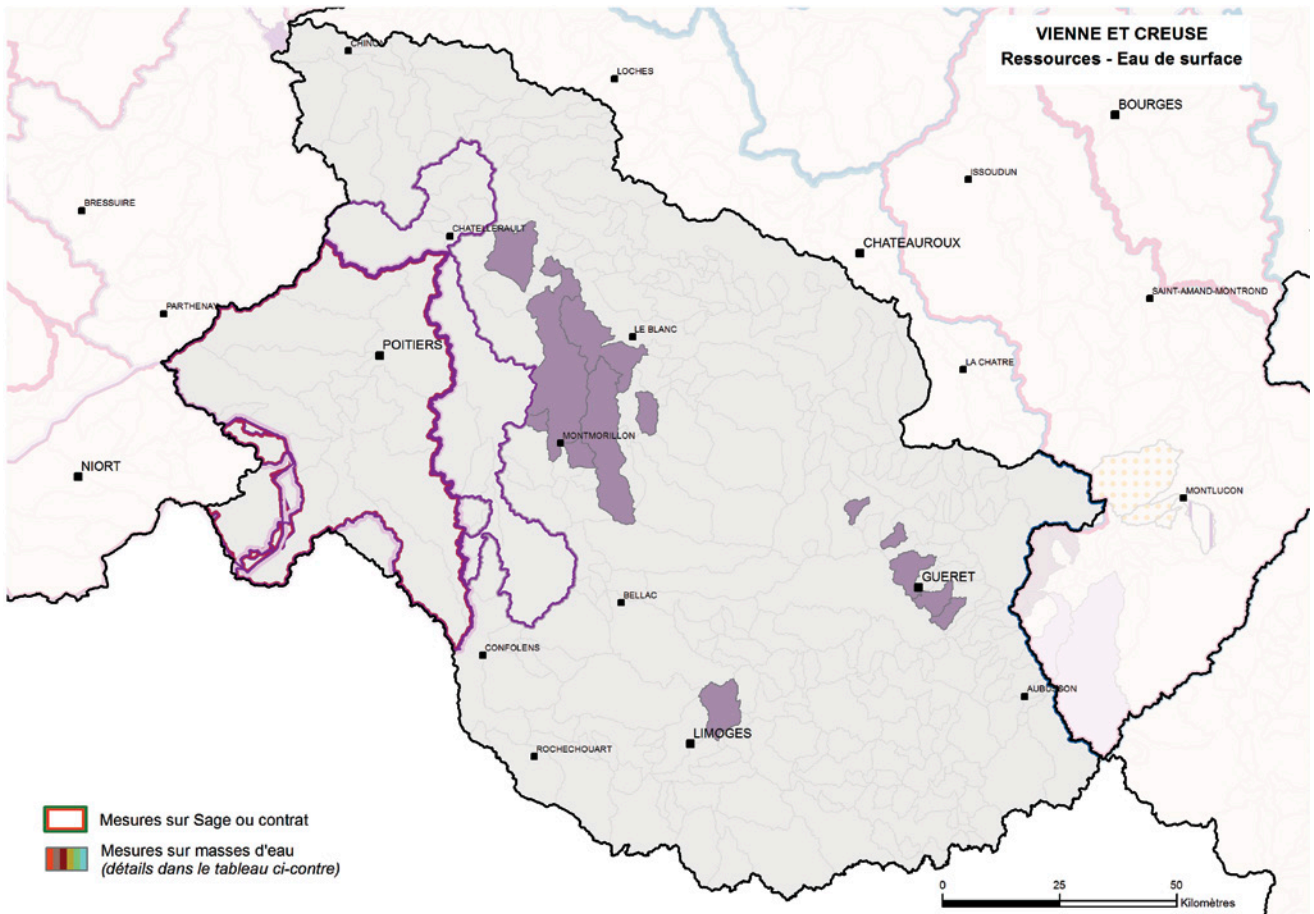 VIENNE ET CREUSE
Ressources - Eau de surface
CHINON
LOCHES
BOURGES
ISSOUDUN
BRESSUIRE
CHATELLERAULT
CHATEAUROUX
SAINT-AMAND-MONTROND
PARTHENAY
LE BLANC
POITIERS
LA CHATRE
MONTMORILLON
NIORT
MONTLUCON
GUERET
BELLAC
CONFOLENS
AUBUSSON
LIMOGES
ROCHECHOUART
Mesures sur Sage ou contrat
Mesures sur masses d'eau
(détails dans le tableau ci-contre)
0 25 50
Kilomètres